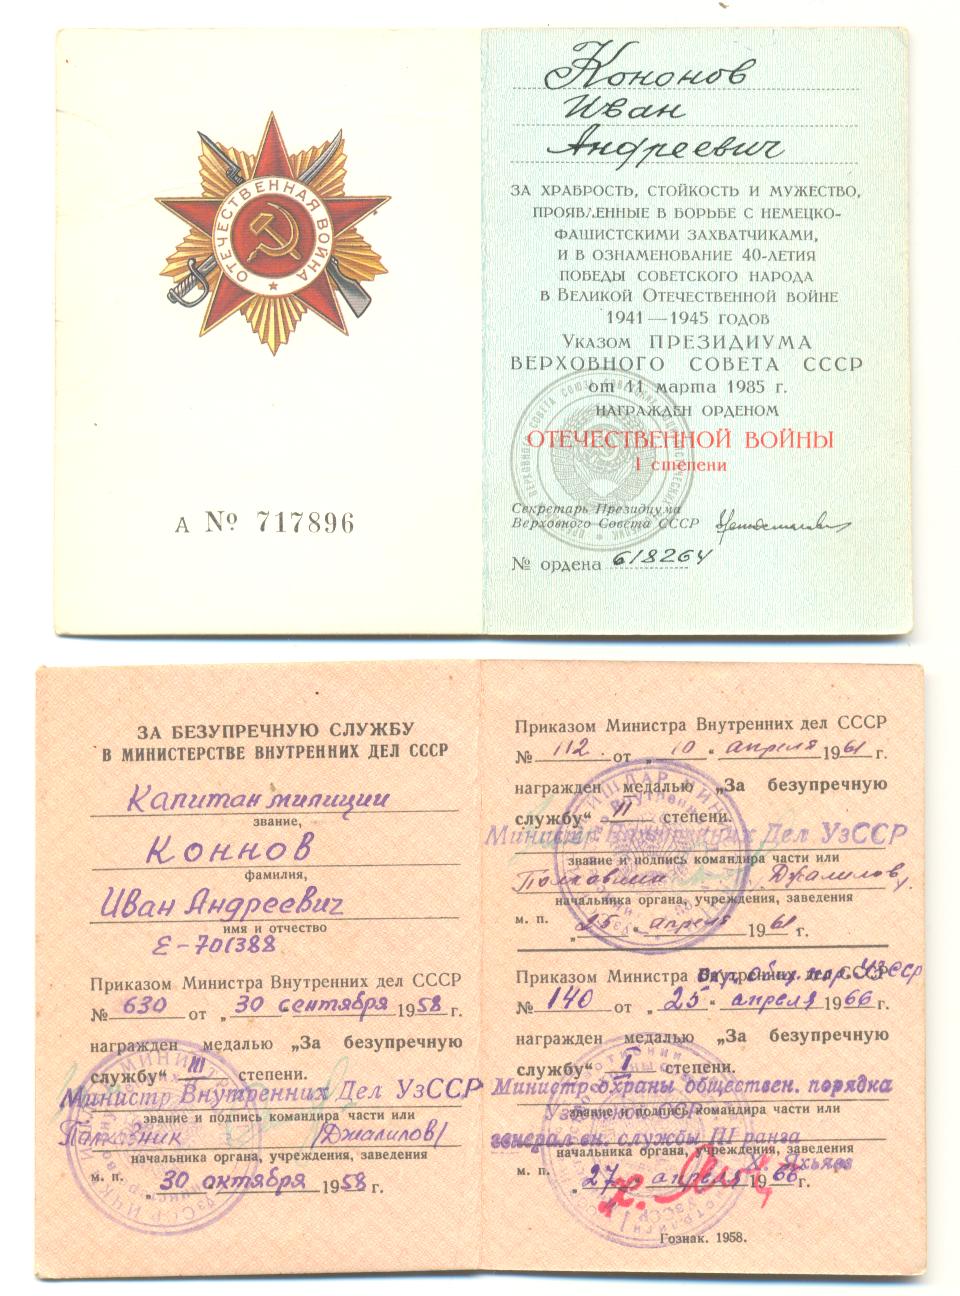 ОТЕЧЕСТВЕННАЯ ВОЙНА
А № 717896
Кононов
Иван
Андреевич
ЗА ХРАБРОСТЬ, СТОЙКОСТЬ И МУЖЕСТВО,
ПРОЯВЛЕННЫЕ В БОРЬБЕ С НЕМЕЦКО-
ФАШИСТСКИМИ ЗАХВАТЧИКАМИ,
И В ОЗНАМЕНОВАНИЕ 40-ЛЕТИЯ
ПОБЕДЫ СОВЕТСКОГО НАРОДА
В ВЕЛИКОЙ ОТЕЧЕСТВЕННОЙ ВОЙНЕ
1941—1945 ГОДОВ
УКАЗОМ ПРЕЗИДИУМА
ВЕРХОВНОГО СОВЕТА СССР
от 11 марта 1985 г.
НАГРАЖДЕН ОРДЕНОМ
ОТЕЧЕСТВЕННОЙ ВОЙНЫ
I степени
Секретарь Президиума
Верховного Совета СССР
№ ордена 618264
ЗА БЕЗУПРЕЧНУЮ СЛУЖБУ
В МИНИСТЕРСТВЕ ВНУТРЕННИХ ДЕЛ СССР
Капитан милиции
звание,
Коннов
фамилия,
Иван Андреевич
имя и отчество
Е-701388
Приказом Министра Внутренних дел СССР
№ 630 от „30 сентября 1958 г.
награжден медалью „За безупречную
службу“ III степени.
Министр Внутренних Дел УзССР
звание и подпись командира части или
Полковник /Джалилов/
начальника органа, учреждения, заведения
м. п.
„30 октября 1958 г.
Приказом Министра Внутренних дел СССР
№ 112 от „10“ апреля 1961 г.
награжден медалью „За безупречную
службу“ II степени.
Министр Внутренних Дел УзССР
звание и подпись командира части или
Полковник /Джалилов/
начальника органа, учреждения, заведения
м. п. „25“ апреля 1961 г.
Приказом Министра Охр. общ. пор. УзССР
№ 140 от „25“ апреля 1966 г.
награжден медалью „За безупречную
службу“ I степени.
Министр охраны обществен. порядка
УзССР
звание и подпись командира части или
генерал вн. службы III ранга
начальника органа, учреждения, заведения
Х. Яхъяев
м. п. „27“ апреля 1966 г.
Гознак. 1958.